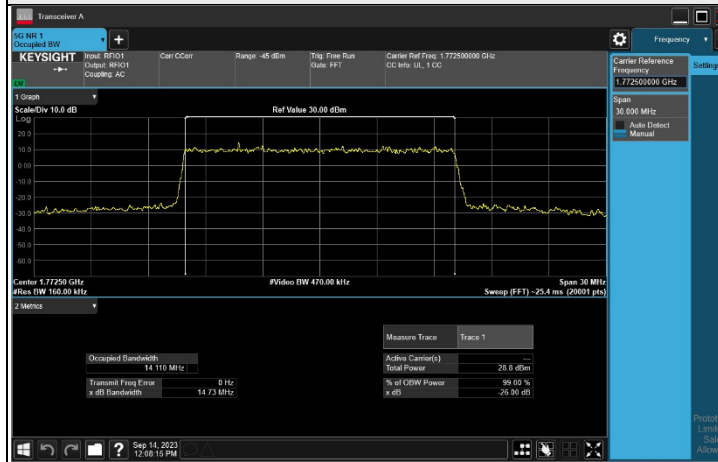 Transceiver A
5G NR 1
Occupied BW
Frequency
KEYSIGHT
Input: RFIO1
Output: RFIO1
Coupling: AC
Corr CCorr
Range: -45 dBm
Trig: Free Run
Gate: FFT
Carrier Ref Freq: 1.772500000 GHz
CC Info: UL, 1 CC
Carrier Reference
Frequency
1.772500000 GHz
Settings
Span
30.000 MHz
Auto Detect
Manual
1 Graph
Scale/Div 10.0 dB
Ref Value 30.00 dBm
Log
20.0
10.0
0.00
-10.0
-20.0
-30.0
-40.0
-50.0
-60.0
Center 1.77250 GHz
#Video BW 470.00 kHz
Span 30 MHz
#Res BW 160.00 kHz
Sweep (FFT) ~25.4 ms (20001 pts)
2 Metrics
Measure Trace
Trace 1
Occupied Bandwidth
14.110 MHz
Active Carrier(s)
---
Total Power
28.8 dBm
Transmit Freq Error
0 Hz
% of OBW Power
99.00 %
x dB Bandwidth
14.73 MHz
x dB
-26.00 dB
Sep 14, 2023
12:08:15 PM